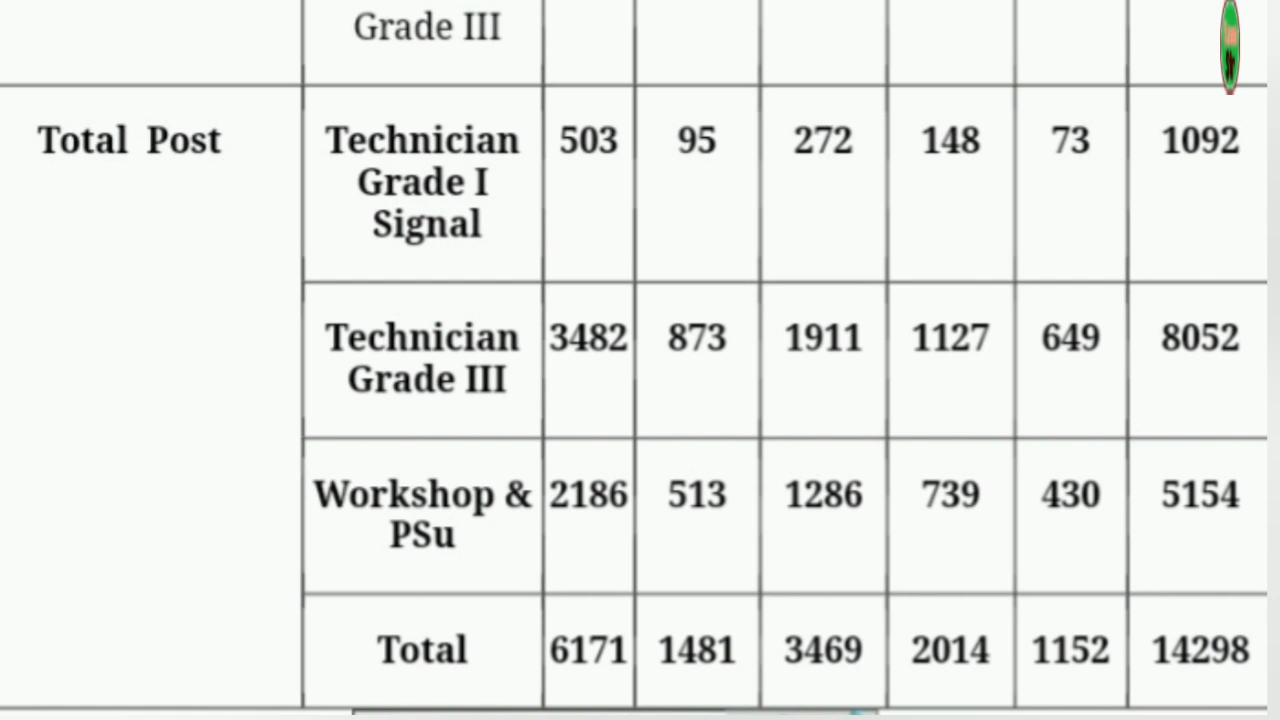 Grade III
Total Post Technician 503 95 272 148 73 1092
Grade I
Signal
Technician 3482 873 1911 1127 649 8052
Grade III
Workshop & 2186 513 1286 739 430 5154
PSu
Total 6171 1481 3469 2014 1152 14298